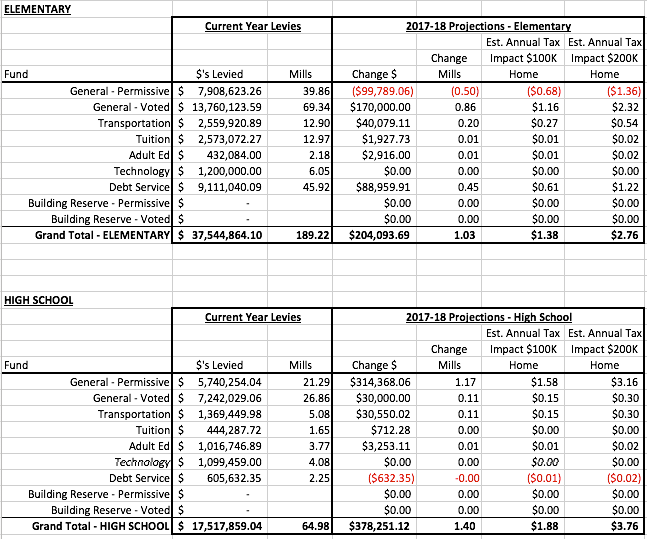 ELEMENTARY
Current Year Levies 2017-18 Projections - Elementary
Est. Annual Tax Est. Annual Tax
Change Impact $100K Impact $200K
Fund $'s Levied Mills Change $ Mills Home Home
General - Permissive $ 7,908,623.26 39.86 ($99,789.06) (0.50) ($0.68) ($1.36)
General - Voted $ 13,760,123.59 69.34 $170,000.00 0.86 $1.16 $2.32
Transportation $ 2,559,920.89 12.90 $40,079.11 0.20 $0.27 $0.54
Tuition $ 2,573,072.27 12.97 $1,927.73 0.01 $0.01 $0.02
Adult Ed $ 432,084.00 2.18 $2,916.00 0.01 $0.01 $0.02
Technology $ 1,200,000.00 6.05 $0.00 0.00 $0.00 $0.00
Debt Service $ 9,111,040.09 45.92 $88,959.91 0.45 $0.61 $1.22
Building Reserve - Permissive $ - $0.00 0.00 $0.00 $0.00
Building Reserve - Voted $ - $0.00 0.00 $0.00 $0.00
Grand Total - ELEMENTARY $ 37,544,864.10 189.22 $204,093.69 1.03 $1.38 $2.76
HIGH SCHOOL
Current Year Levies 2017-18 Projections - High School
Est. Annual Tax Est. Annual Tax
Change Impact $100K Impact $200K
Fund $'s Levied Mills Change $ Mills Home Home
General - Permissive $ 5,740,254.04 21.29 $314,368.06 1.17 $1.58 $3.16
General - Voted $ 7,242,029.06 26.86 $30,000.00 0.11 $0.15 $0.30
Transportation $ 1,369,449.98 5.08 $30,550.02 0.11 $0.15 $0.30
Tuition $ 444,287.72 1.65 $712.28 0.00 $0.00 $0.00
Adult Ed $ 1,016,746.89 3.77 $3,253.11 0.01 $0.01 $0.02
Technology $ 1,099,459.00 4.08 $0.00 0.00 $0.00 $0.00
Debt Service $ 605,632.35 2.25 ($632.35) -0.00 ($0.01) ($0.02)
Building Reserve - Permissive $ - $0.00 0.00 $0.00 $0.00
Building Reserve - Voted $ - $0.00 0.00 $0.00 $0.00
Grand Total - HIGH SCHOOL $ 17,517,859.04 64.98 $378,251.12 1.40 $1.88 $3.76